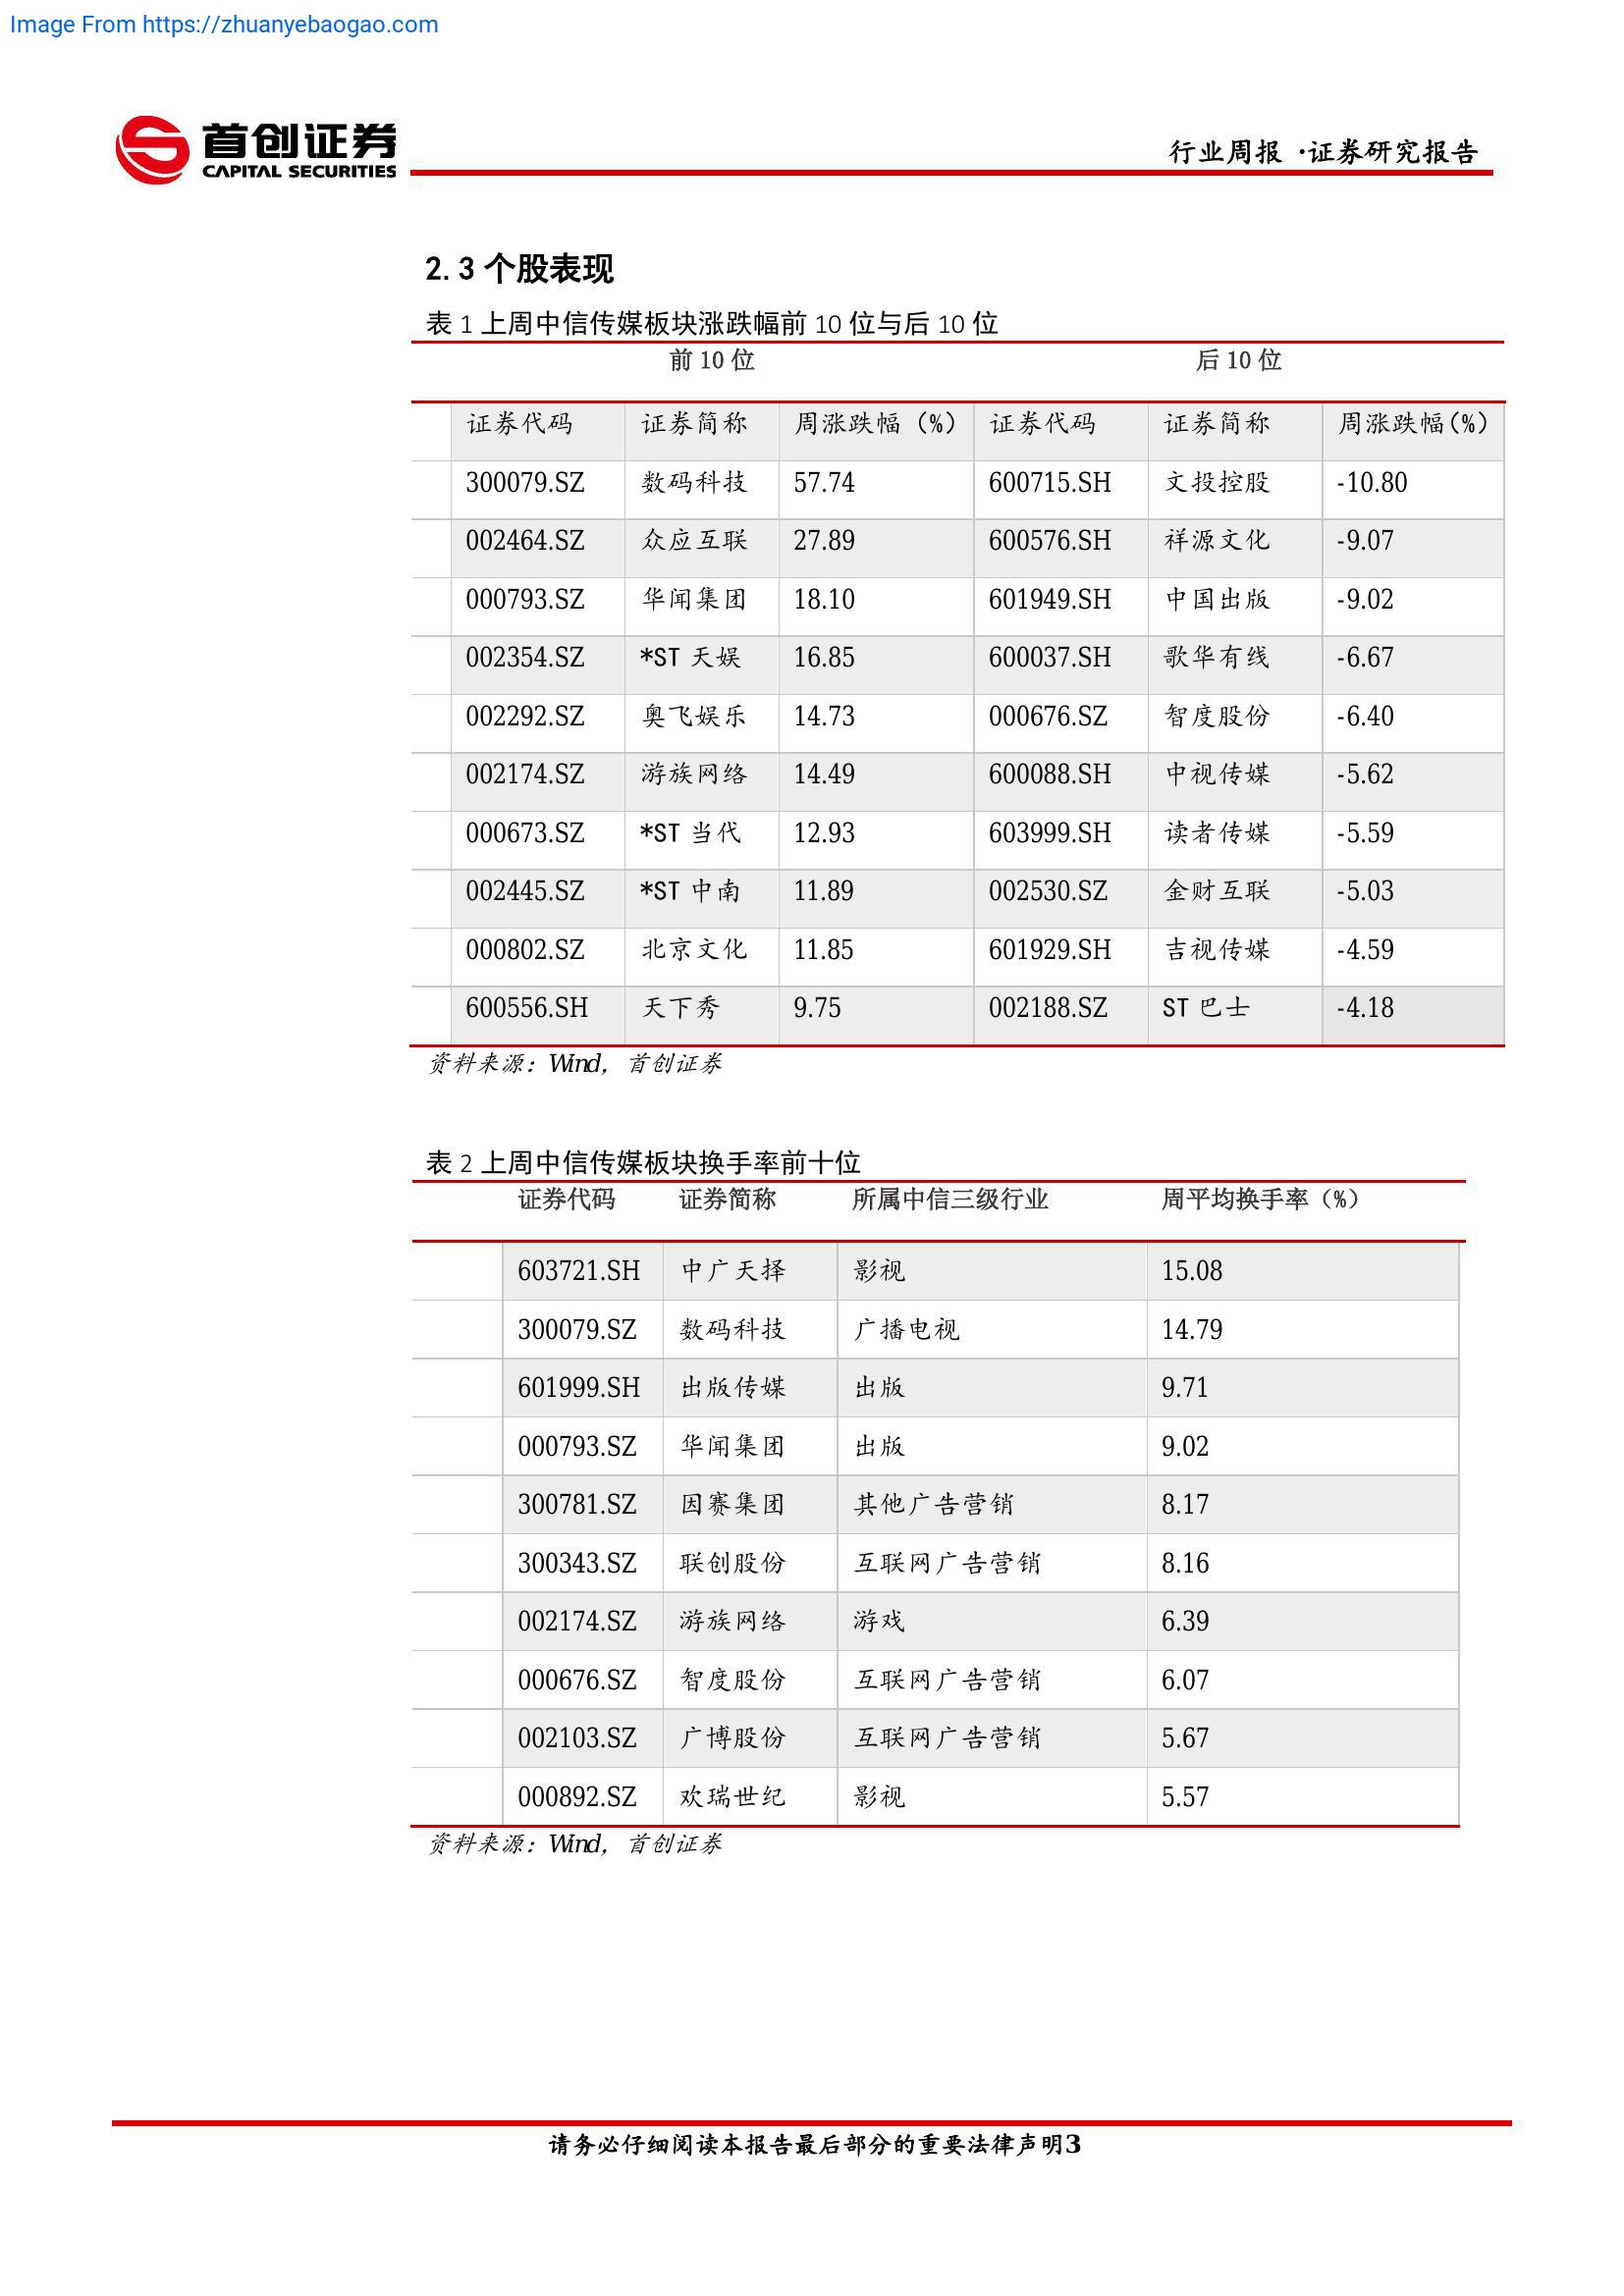 Image From https://zhuanyebaogao.com
首创证券
CAPITAL SECURITIES
行业周报 ·证券研究报告
2.3 个股表现
表 1 上周中信传媒板块涨跌幅前 10 位与后 10 位
前 10 位 后 10 位
证券代码 证券简称 周涨跌幅（%） 证券代码 证券简称 周涨跌幅(%)
300079.SZ 数码科技 57.74 600715.SH 文投控股 -10.80
002464.SZ 众应互联 27.89 600576.SH 祥源文化 -9.07
000793.SZ 华闻集团 18.10 601949.SH 中国出版 -9.02
002354.SZ *ST 天娱 16.85 600037.SH 歌华有线 -6.67
002292.SZ 奥飞娱乐 14.73 000676.SZ 智度股份 -6.40
002174.SZ 游族网络 14.49 600088.SH 中视传媒 -5.62
000673.SZ *ST 当代 12.93 603999.SH 读者传媒 -5.59
002445.SZ *ST 中南 11.89 002530.SZ 金财互联 -5.03
000802.SZ 北京文化 11.85 601929.SH 吉视传媒 -4.59
600556.SH 天下秀 9.75 002188.SZ ST 巴士 -4.18
资料来源：Wind，首创证券
表 2 上周中信传媒板块换手率前十位
证券代码 证券简称 所属中信三级行业 周平均换手率（%）
603721.SH 中广天择 影视 15.08
300079.SZ 数码科技 广播电视 14.79
601999.SH 出版传媒 出版 9.71
000793.SZ 华闻集团 出版 9.02
300781.SZ 因赛集团 其他广告营销 8.17
300343.SZ 联创股份 互联网广告营销 8.16
002174.SZ 游族网络 游戏 6.39
000676.SZ 智度股份 互联网广告营销 6.07
002103.SZ 广博股份 互联网广告营销 5.67
000892.SZ 欢瑞世纪 影视 5.57
资料来源：Wind，首创证券
请务必仔细阅读本报告最后部分的重要法律声明3